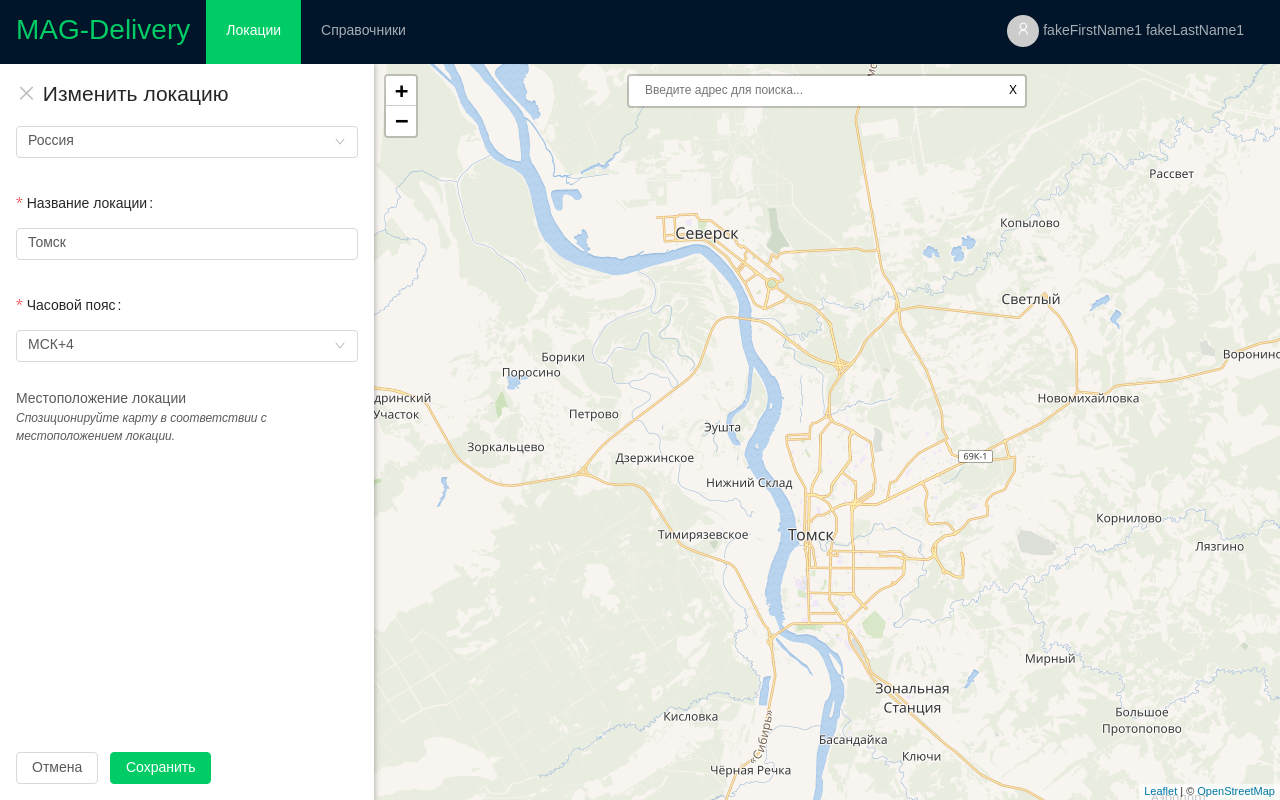 MAG-Delivery
Локации
Справочники
fakeFirstName1 fakeLastName1
Изменить локацию
Россия
* Название локации:
Томск
* Часовой пояс:
МСК+4
Местоположение локации
Спозиционируйте карту в соответствии с
местоположением локации.
Отмена
Сохранить
+
−
Введите адрес для поиска...
X
Рассвет
Копылово
Северск
Светлый
Воронинс
Борики
Поросино
дринский
Участок
Петрово
Новомихайловка
Эушта
Зоркальцево
Дзержинское
69К-1
Нижний Склад
Корнилово
Тимирязевское
Томск
Лязгино
Мирный
Зональная
Станция
Кисловка
Большое
Протопопово
«Сибирь»
Басандайка
Ключи
Чёрная Речка
Leaflet | © OpenStreetMap